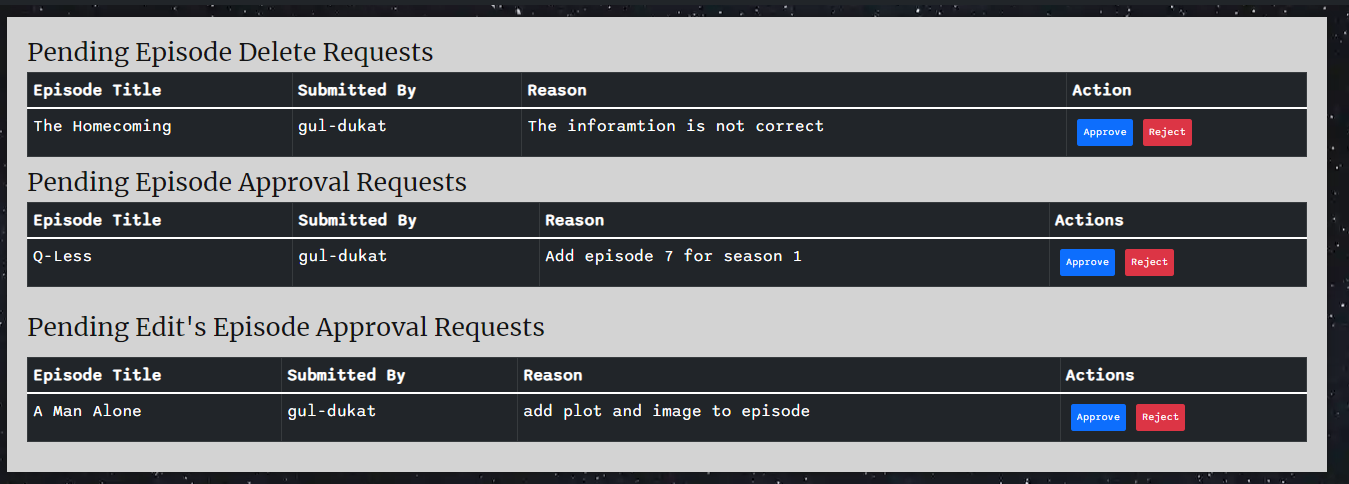 Pending Episode Delete Requests
Episode Title Submitted By Reason Action
The Homecoming gul-dukat The inforamtion is not correct Approve Reject
Pending Episode Approval Requests
Episode Title Submitted By Reason Actions
Q-Less gul-dukat Add episode 7 for season 1 Approve Reject
Pending Edit's Episode Approval Requests
Episode Title Submitted By Reason Actions
A Man Alone gul-dukat add plot and image to episode Approve Reject